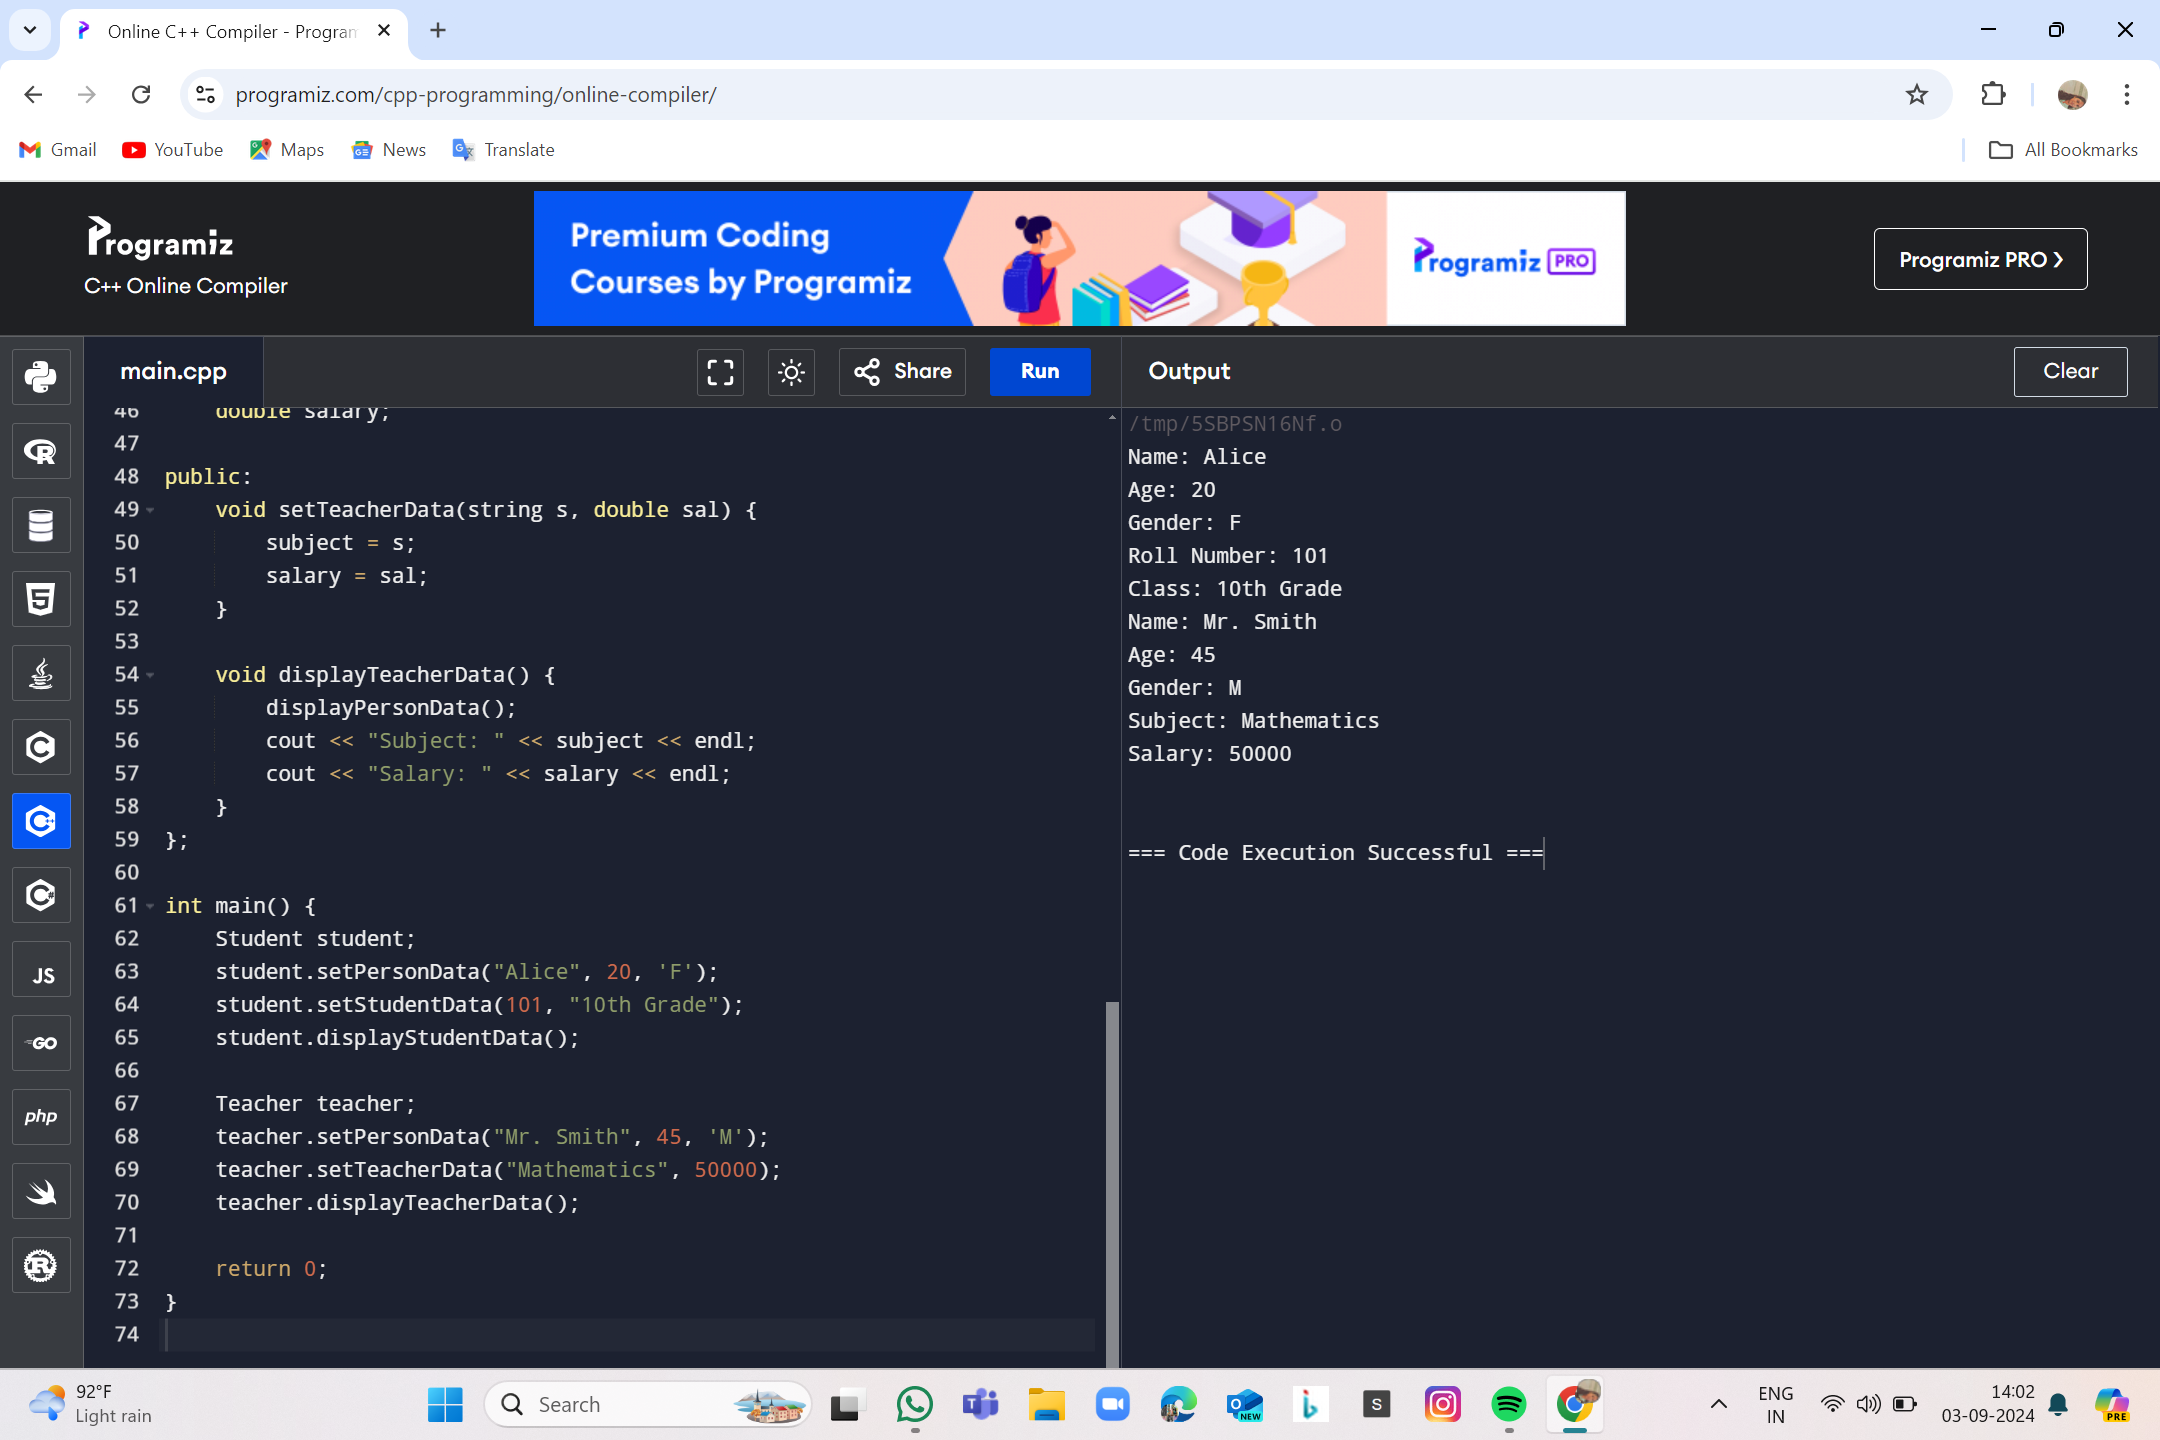 Online C++ Compiler - Program
programiz.com/cpp-programming/online-compiler/
Gmail
YouTube
Maps
News
Translate
All Bookmarks
Programiz
C++ Online Compiler
Premium Coding
Courses by Programiz
Programiz PRO
Programiz PRO ❯
main.cpp
Share
Run
Output
Clear
46     double salary;
47
48 public:
49     void setTeacherData(string s, double sal) {
50         subject = s;
51         salary = sal;
52     }
53
54     void displayTeacherData() {
55         displayPersonData();
56         cout << "Subject: " << subject << endl;
57         cout << "Salary: " << salary << endl;
58     }
59 };
60
61 int main() {
62     Student student;
63     student.setPersonData("Alice", 20, 'F');
64     student.setStudentData(101, "10th Grade");
65     student.displayStudentData();
66
67     Teacher teacher;
68     teacher.setPersonData("Mr. Smith", 45, 'M');
69     teacher.setTeacherData("Mathematics", 50000);
70     teacher.displayTeacherData();
71
72     return 0;
73 }
74
/tmp/5SBPSN16Nf.o
Name: Alice
Age: 20
Gender: F
Roll Number: 101
Class: 10th Grade
Name: Mr. Smith
Age: 45
Gender: M
Subject: Mathematics
Salary: 50000
=== Code Execution Successful ===
R
5
C
C
C
JS
GO
php
R
92°F
Light rain
Search
NEW
S
ENG
IN
14:02
03-09-2024
PRE